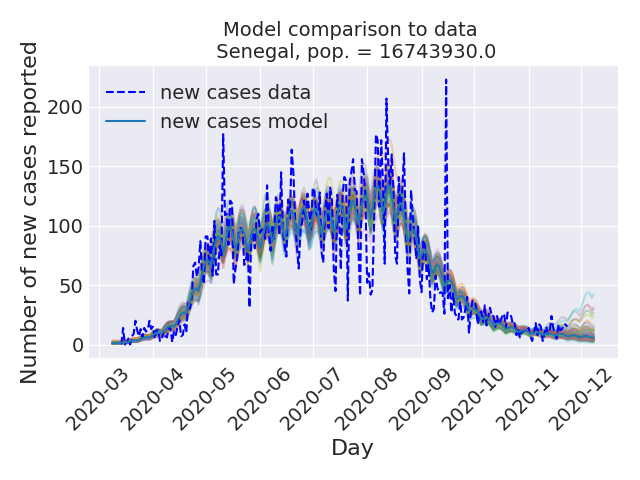 Model comparison to data
Senegal, pop. = 16743930.0
Number of new cases reported
200
150
100
50
0
new cases data
new cases model
2020-03
2020-04
2020-05
2020-06
2020-07
2020-08
2020-09
2020-10
2020-11
2020-12
Day